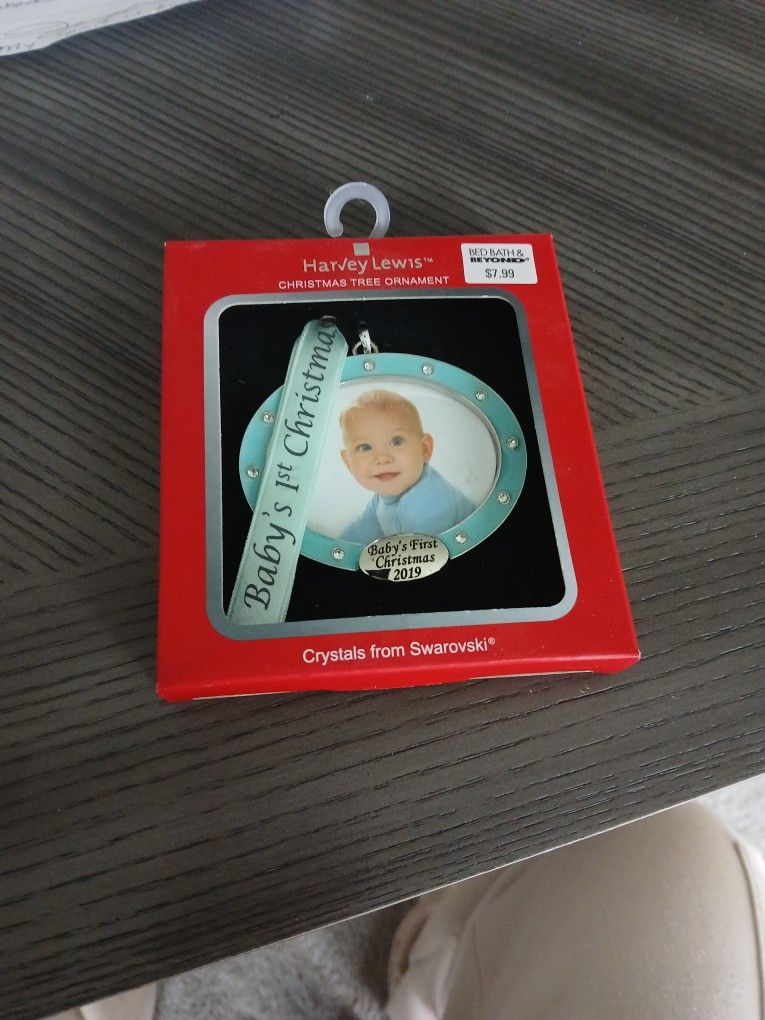 Harvey Lewis™
CHRISTMAS TREE ORNAMENT
BED BATH &
BEYOND®
$7.99
Baby's 1st Christmas
Baby's First
Christmas
2019
Crystals from Swarovski®